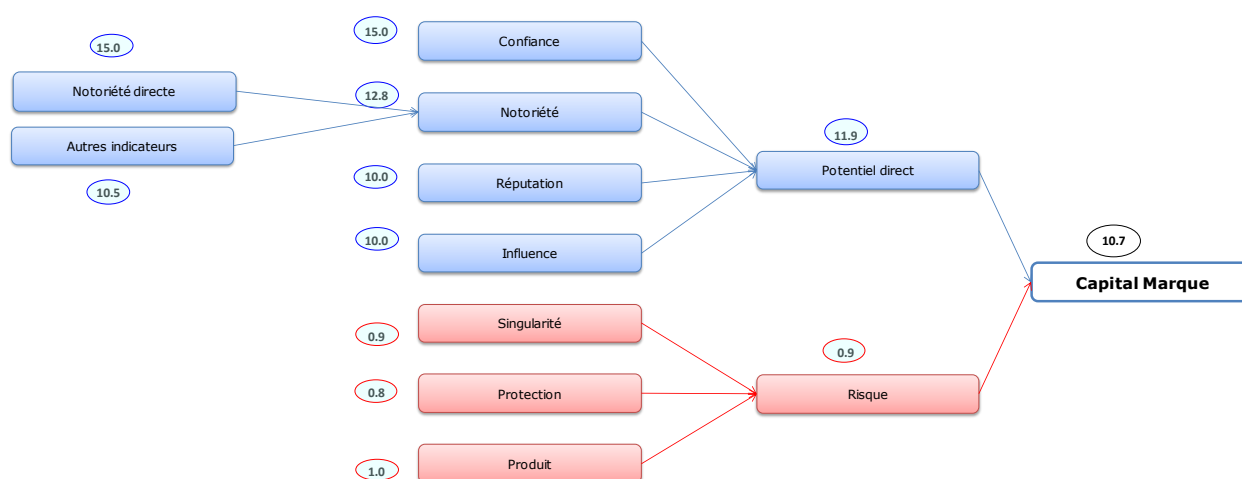 15.0
Confiance
15.0
Notoriété directe
12.8
Notoriété
Autres indicateurs
11.9
10.5
10.0
Réputation
Potentiel direct
10.0
Influence
10.7
Capital Marque
Singularité
0.9
0.9
0.8
Protection
Risque
Produit
1.0